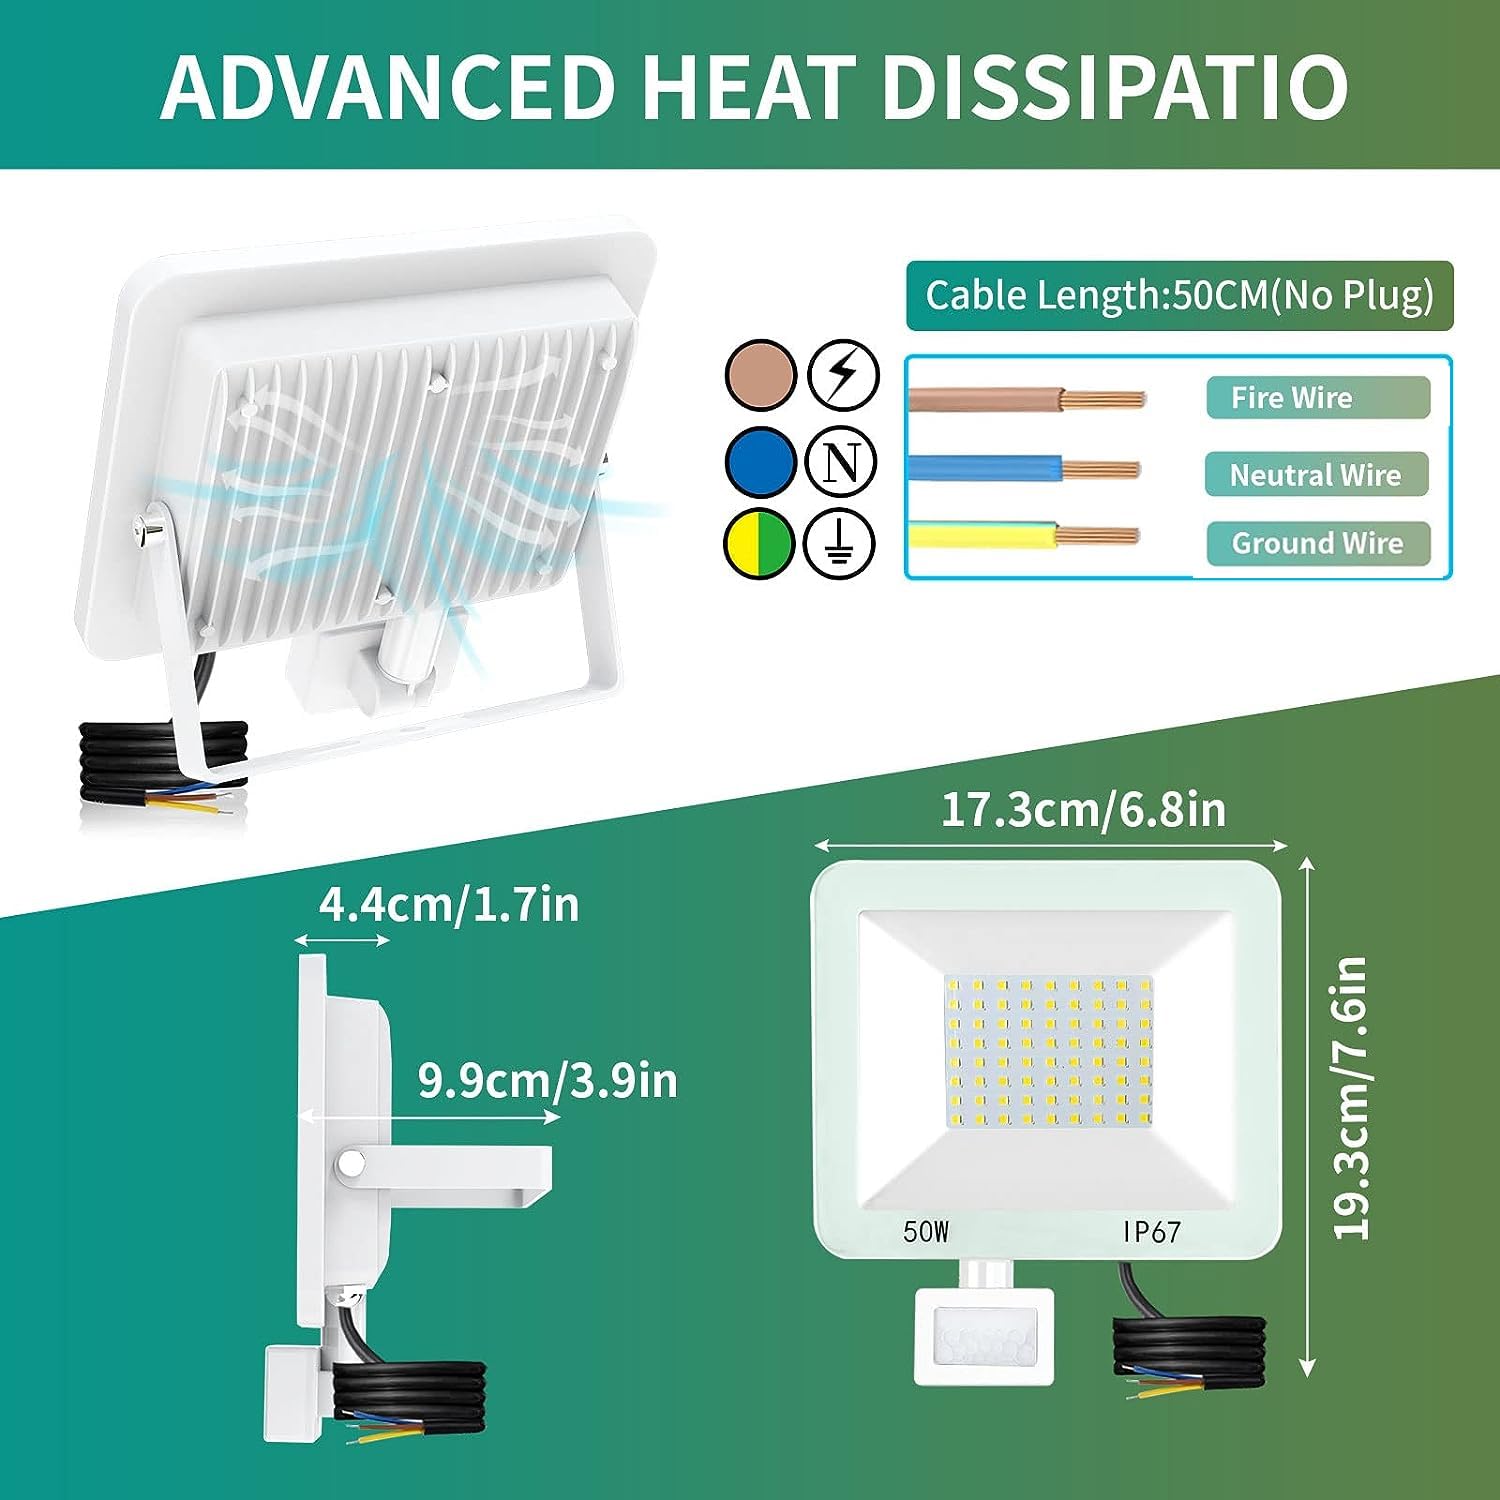 ADVANCED HEAT DISSIPATIO
Cable Length:50CM(No Plug)
Fire Wire
N
Neutral Wire
Ground Wire
17.3cm/6.8in
4.4cm/1.7in
9.9cm/3.9in
19.3cm/7.6in
50W
IP67